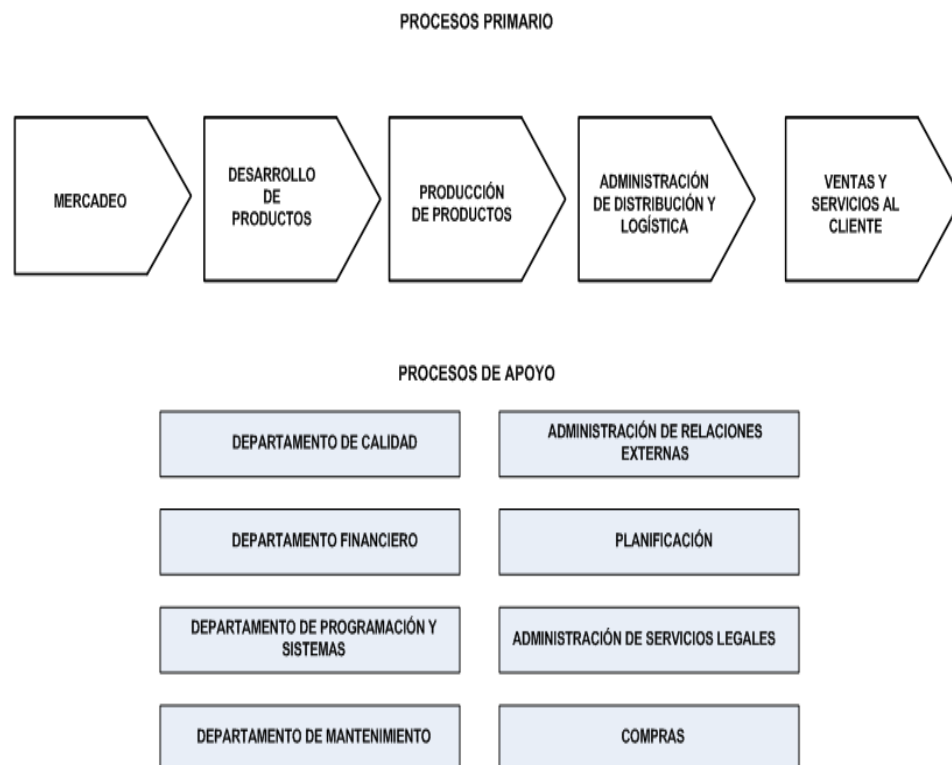 PROCESOS PRIMARIO
MERCADEO
DESARROLLO
DE
PRODUCTOS
PRODUCCIÓN
DE PRODUCTOS
ADMINISTRACIÓN
DE DISTRIBUCIÓN Y
LOGÍSTICA
VENTAS Y
SERVICIOS AL
CLIENTE
PROCESOS DE APOYO
DEPARTAMENTO DE CALIDAD
ADMINISTRACIÓN DE RELACIONES
EXTERNAS
DEPARTAMENTO FINANCIERO
PLANIFICACIÓN
DEPARTAMENTO DE PROGRAMACIÓN Y
SISTEMAS
ADMINISTRACIÓN DE SERVICIOS LEGALES
DEPARTAMENTO DE MANTENIMIENTO
COMPRAS